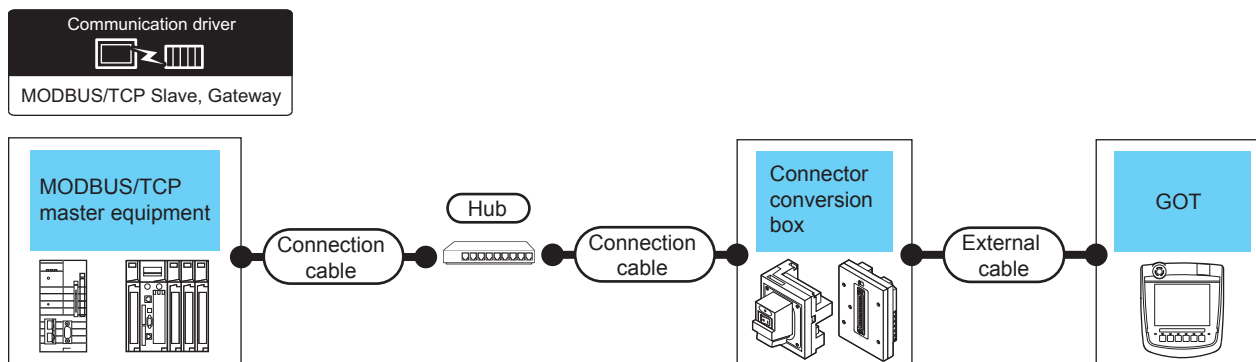 Communication driver
MODBUS/TCP Slave, Gateway
MODBUS/TCP
master equipment
Connection
cable
Hub
Connection
cable
Connector
conversion
box
External
cable
GOT